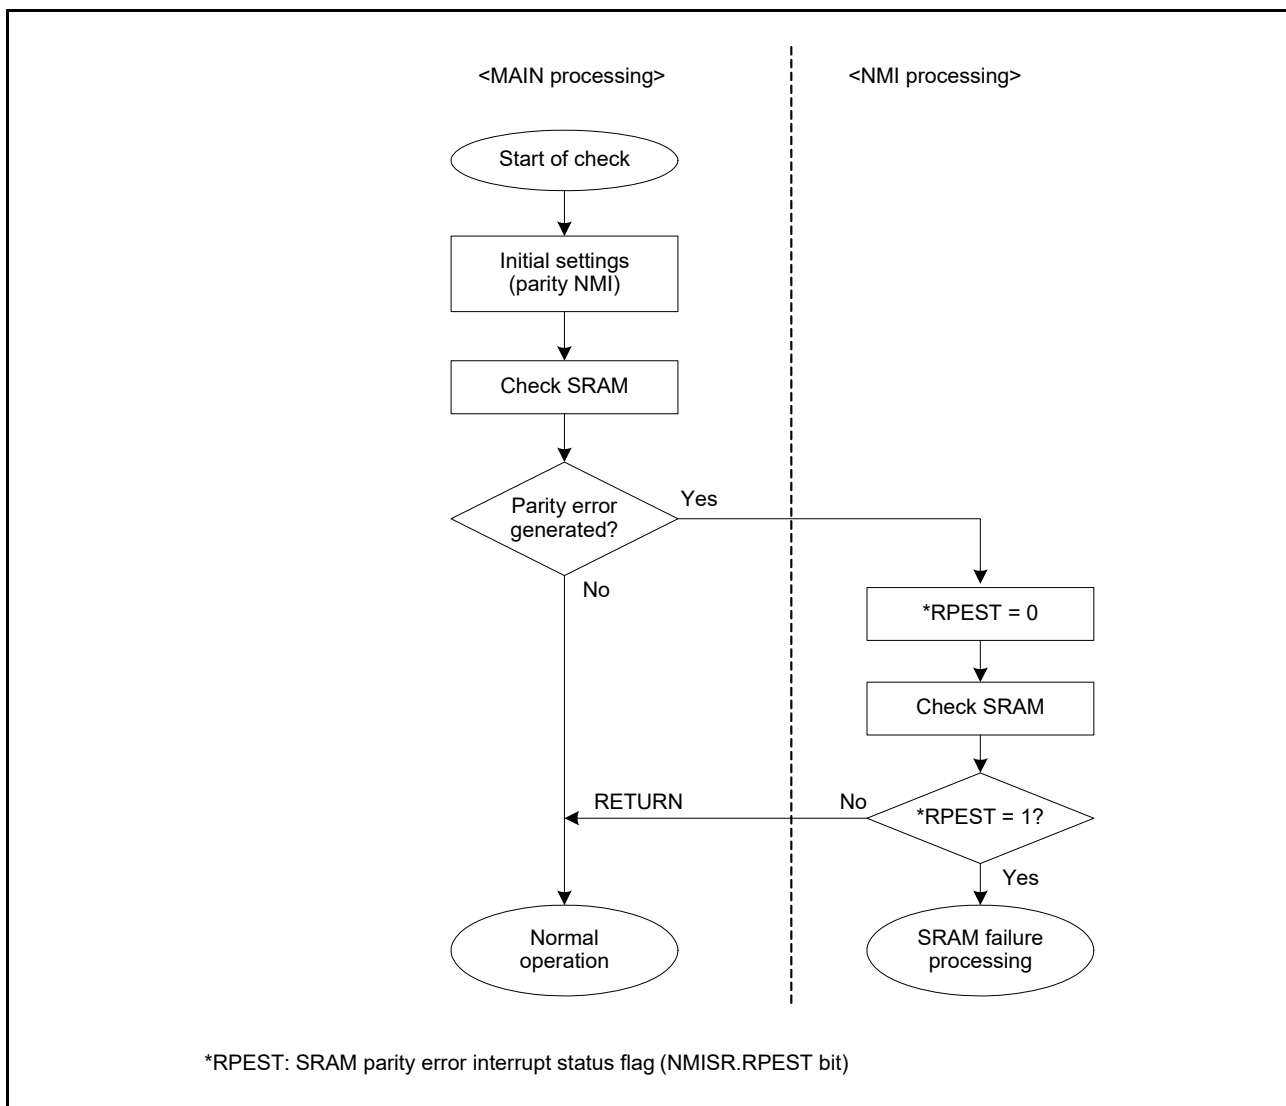 <MAIN processing>
<NMI processing>
Start of check
Initial settings
(parity NMI)
Check SRAM
Parity error
generated?
Yes
No
*RPEST = 0
Check SRAM
*RPEST = 1?
No
RETURN
Yes
Normal
operation
SRAM failure
processing
*RPEST: SRAM parity error interrupt status flag (NMISR.RPEST bit)